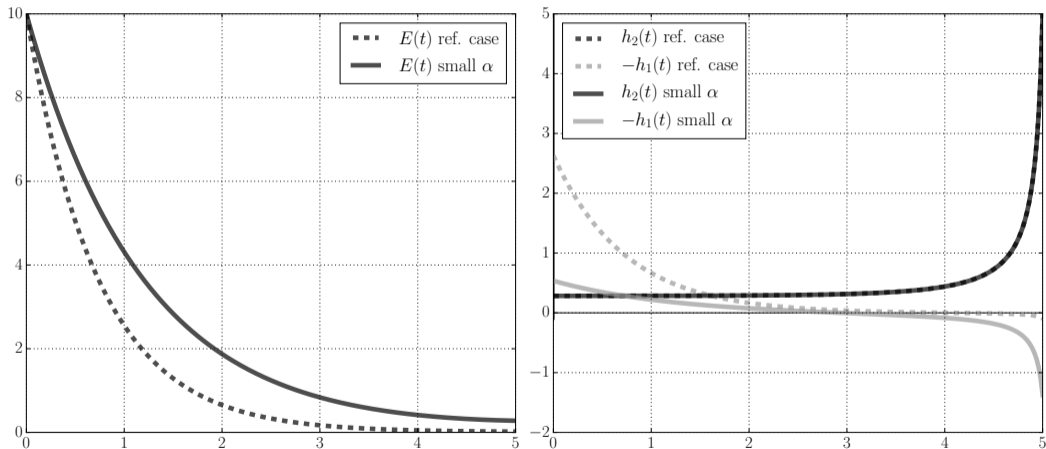 10
8
6
4
2
0
E(t) ref. case
E(t) small α
0 1 2 3 4 5
5
4
3
2
1
0
−1
−2
h₂(t) ref. case
−h₁(t) ref. case
h₂(t) small α
−h₁(t) small α
0 1 2 3 4 5